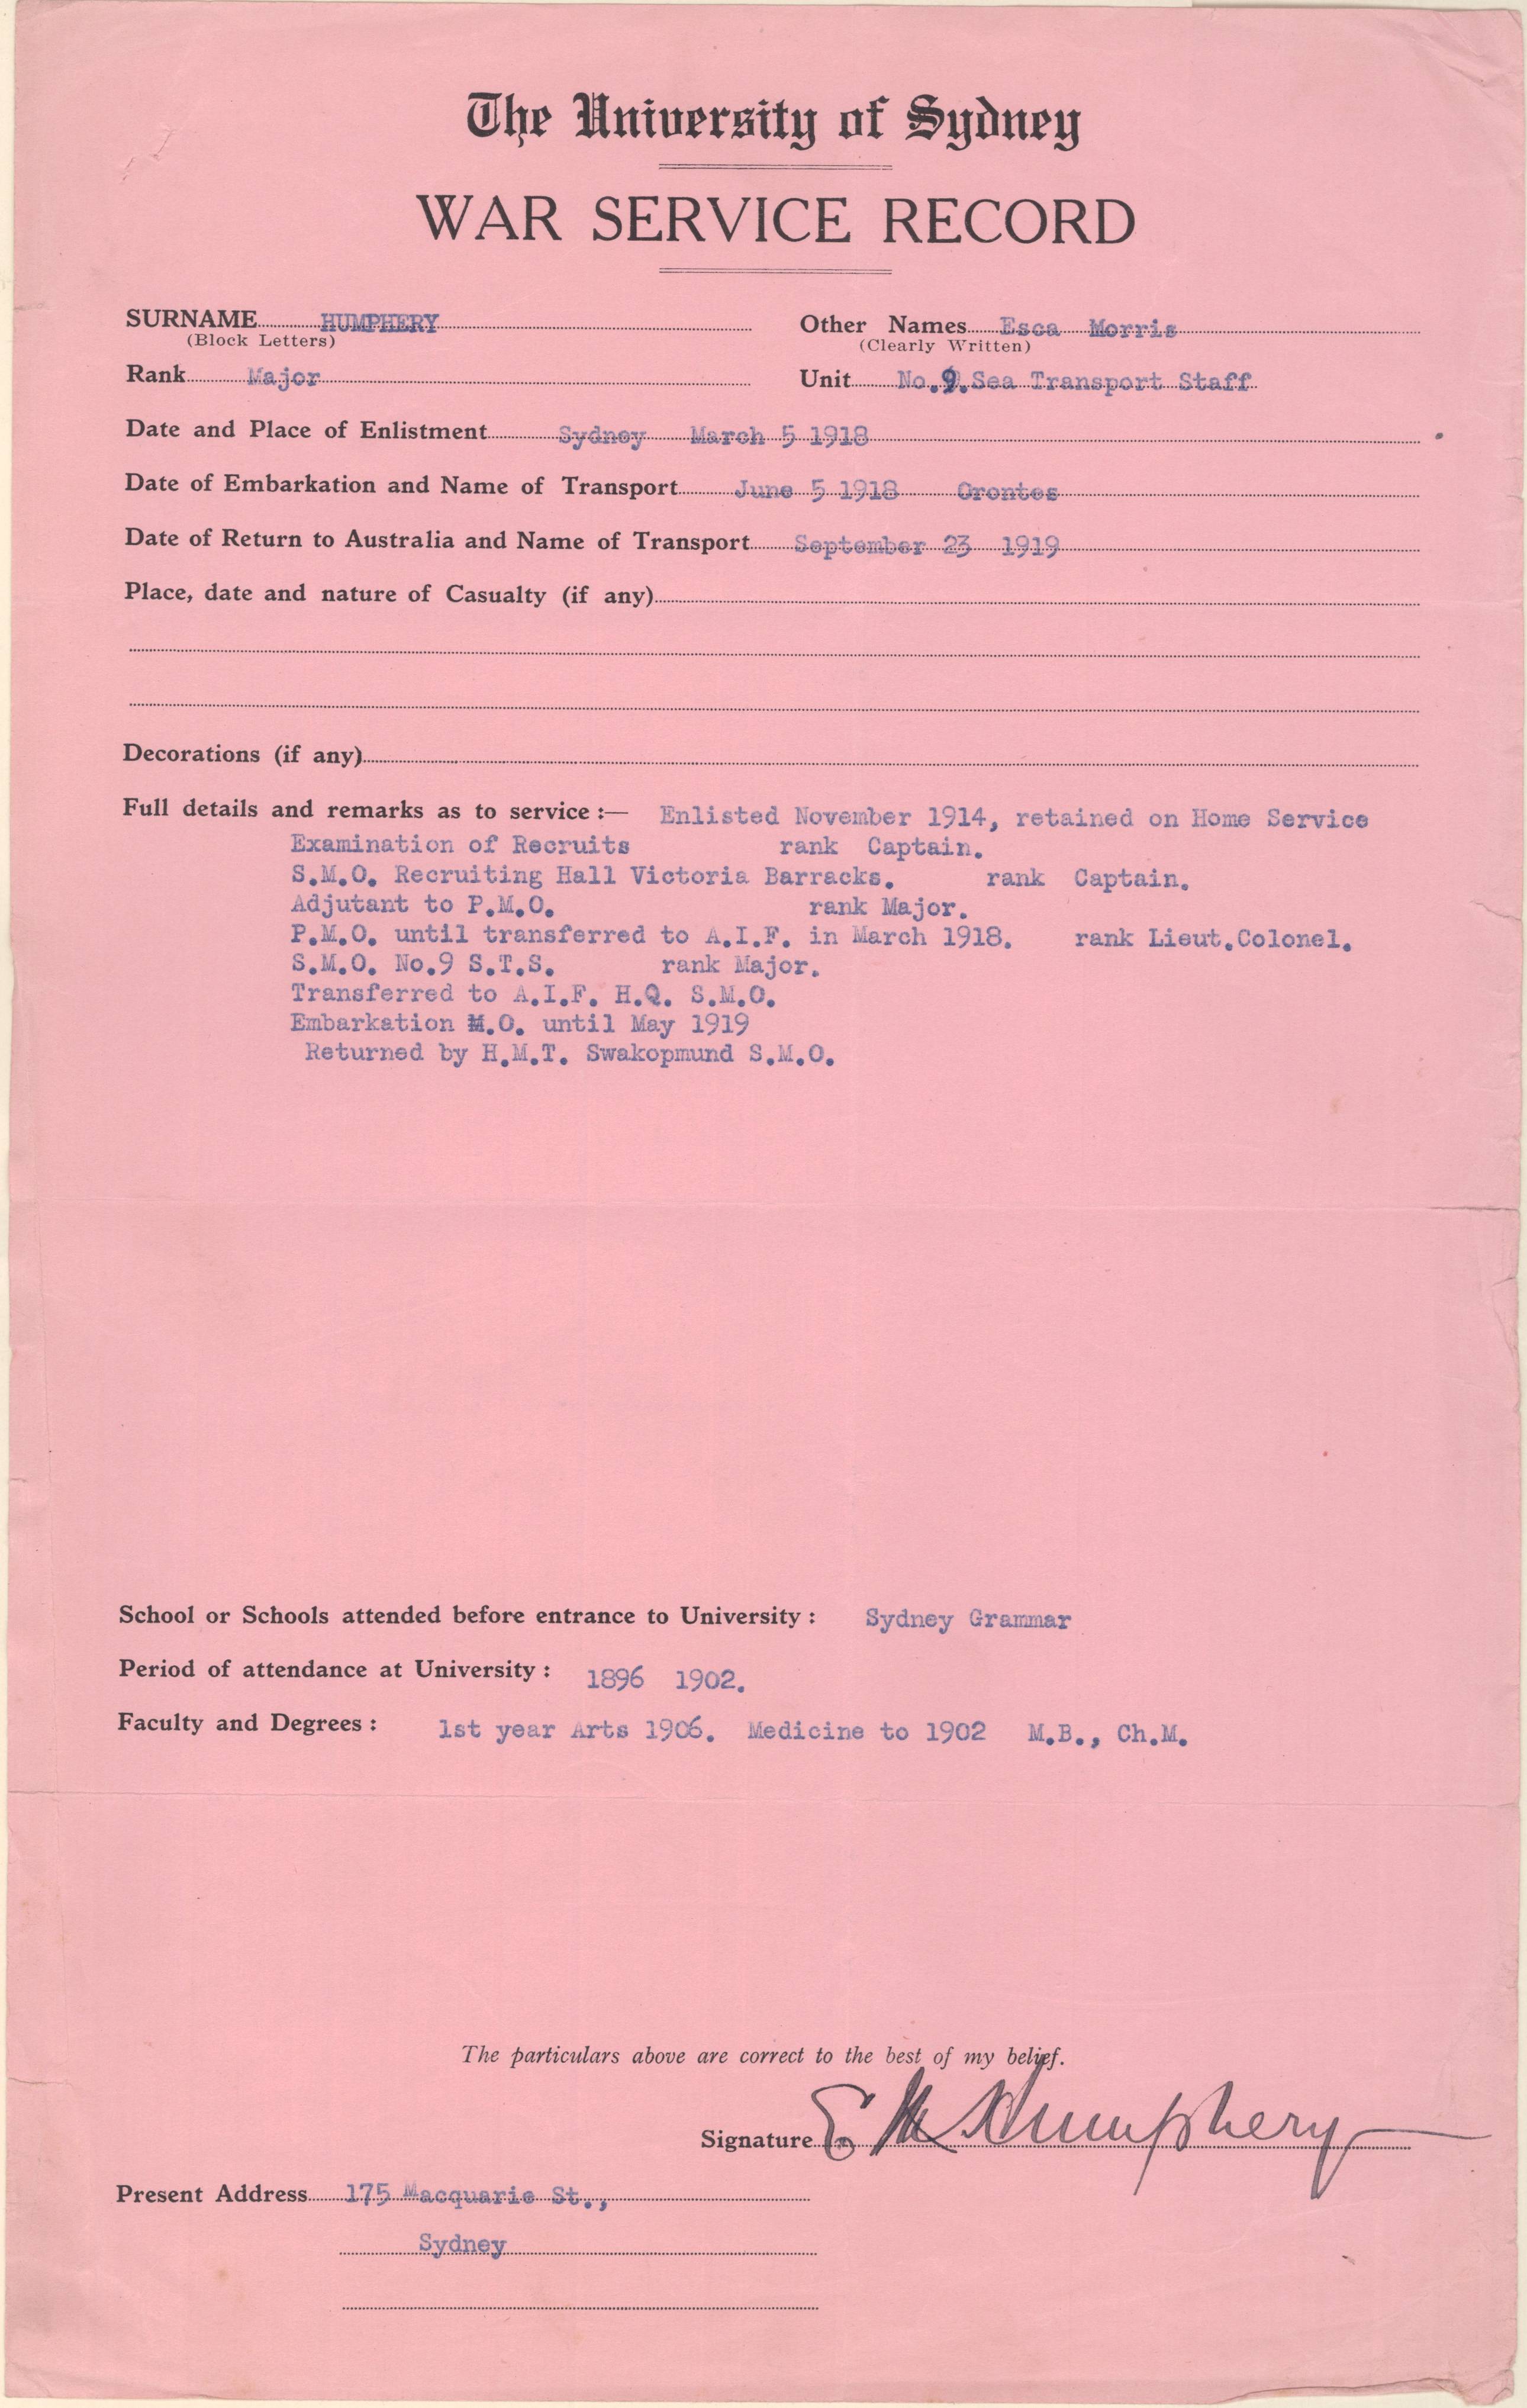 The University of Sydney
WAR SERVICE RECORD
SURNAME HUMPHERY Other Names Esca Morris
(Block Letters) (Clearly Written)
Rank Major Unit No.9.Sea Transport Staff
Date and Place of Enlistment Sydney March 5 1918
Date of Embarkation and Name of Transport June 5 1918 Orontes
Date of Return to Australia and Name of Transport September 23 1919
Place, date and nature of Casualty (if any)
Decorations (if any)
Full details and remarks as to service :— Enlisted November 1914, retained on Home Service
Examination of Recruits rank Captain.
S.M.O. Recruiting Hall Victoria Barracks. rank Captain.
Adjutant to P.M.O. rank Major.
P.M.O. until transferred to A.I.F. in March 1918. rank Lieut.Colonel.
S.M.O. No.9 S.T.S. rank Major.
Transferred to A.I.F. H.Q. S.M.O.
Embarkation M.O. until May 1919
Returned by H.M.T. Swakopmund S.M.O.
School or Schools attended before entrance to University : Sydney Grammar
Period of attendance at University : 1896 1902.
Faculty and Degrees : 1st year Arts 1906. Medicine to 1902 M.B., Ch.M.
The particulars above are correct to the best of my belief.
Signature E M Humphery
Present Address 175 Macquarie St.,
Sydney